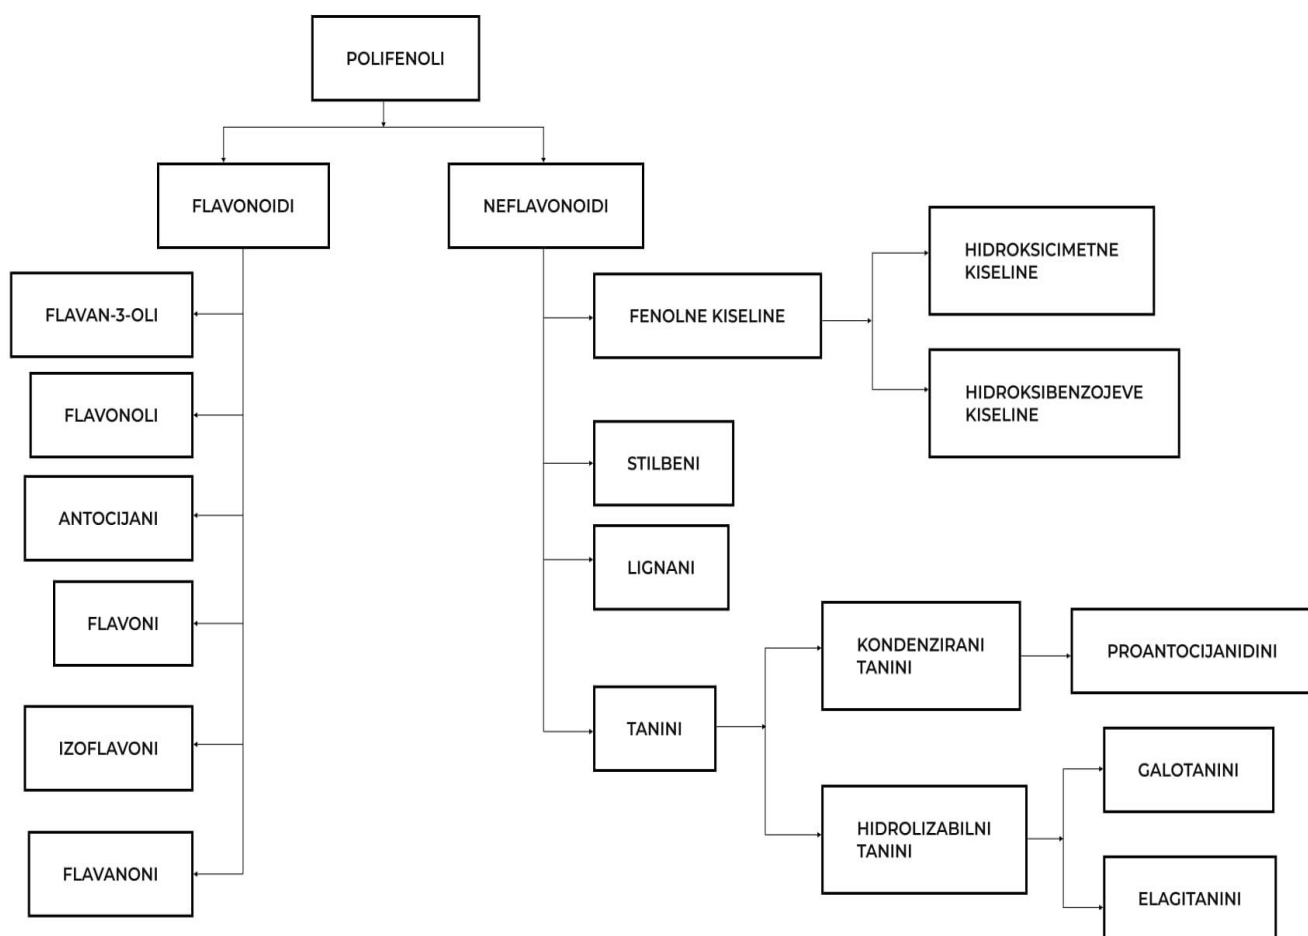 POLIFENOLI
FLAVONOIDI
NEFLAVONOIDI
FLAVAN-3-OLI
FLAVONOLI
ANTOCIJANI
FLAVONI
IZOFLAVONI
FLAVANONI
FENOLNE KISELINE
HIDROKSICIMETNE
KISELINE
HIDROKSIBENZOJEVE
KISELINE
STILBENI
LIGNANI
TANINI
KONDENZIRANI
TANINI
PROANTOCIJANIDINI
HIDROLIZABILNI
TANINI
GALOTANINI
ELAGITANINI